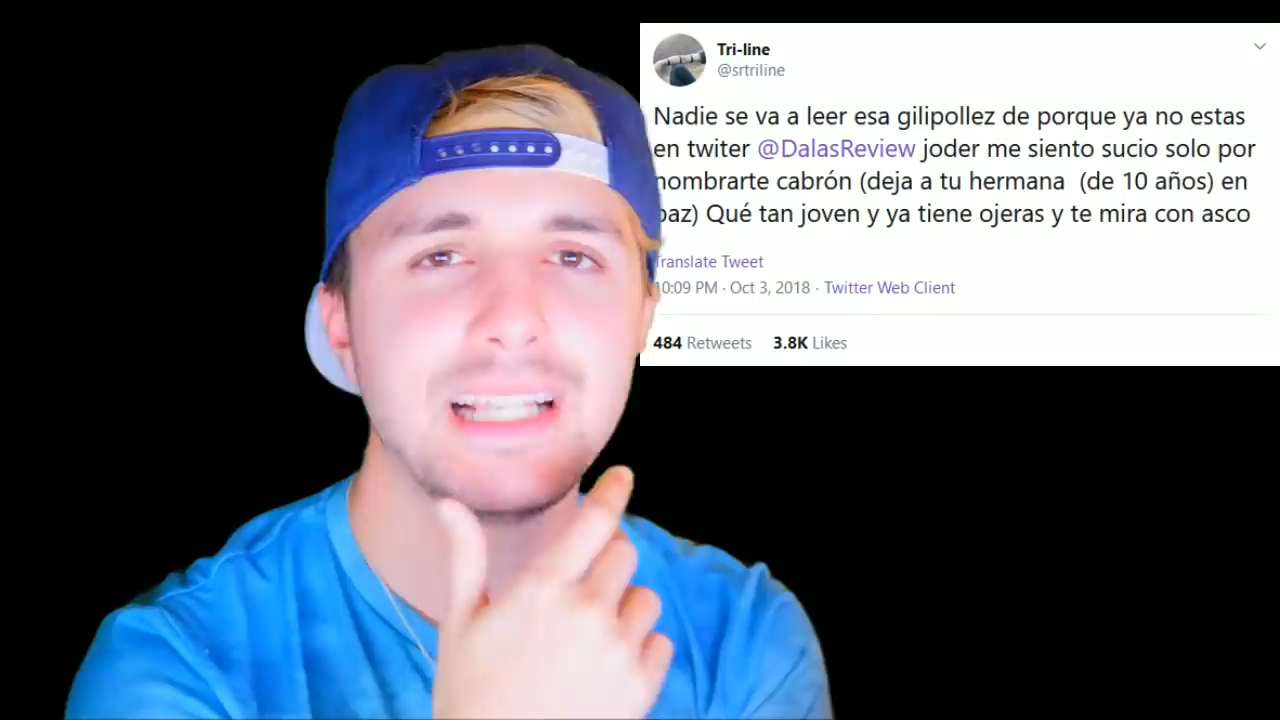 Tri-line
@srtriline
Nadie se va a leer esa gilipollez de porque ya no estas
en twiter @DalasReview joder me siento sucio solo por
nombrarte cabrón (deja a tu hermana (de 10 años) en
paz) Qué tan joven y ya tiene ojeras y te mira con asco
Translate Tweet
10:09 PM · Oct 3, 2018 · Twitter Web Client
484 Retweets 3.8K Likes